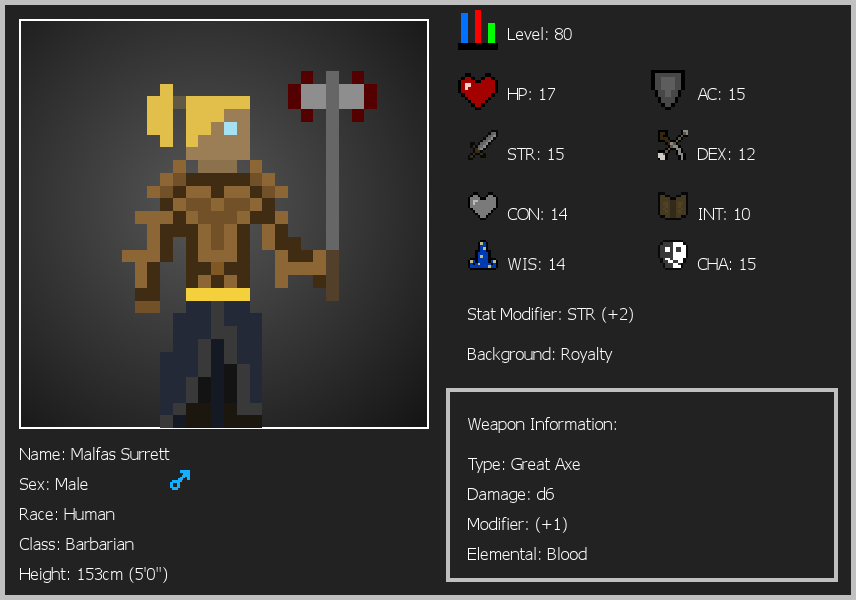 Level: 80
HP: 17
AC: 15
STR: 15
DEX: 12
CON: 14
INT: 10
WIS: 14
CHA: 15
Stat Modifier: STR (+2)
Background: Royalty
Weapon Information:
Type: Great Axe
Damage: d6
Modifier: (+1)
Elemental: Blood
Name: Malfas Surrett
Sex: Male
Race: Human
Class: Barbarian
Height: 153cm (5'0")